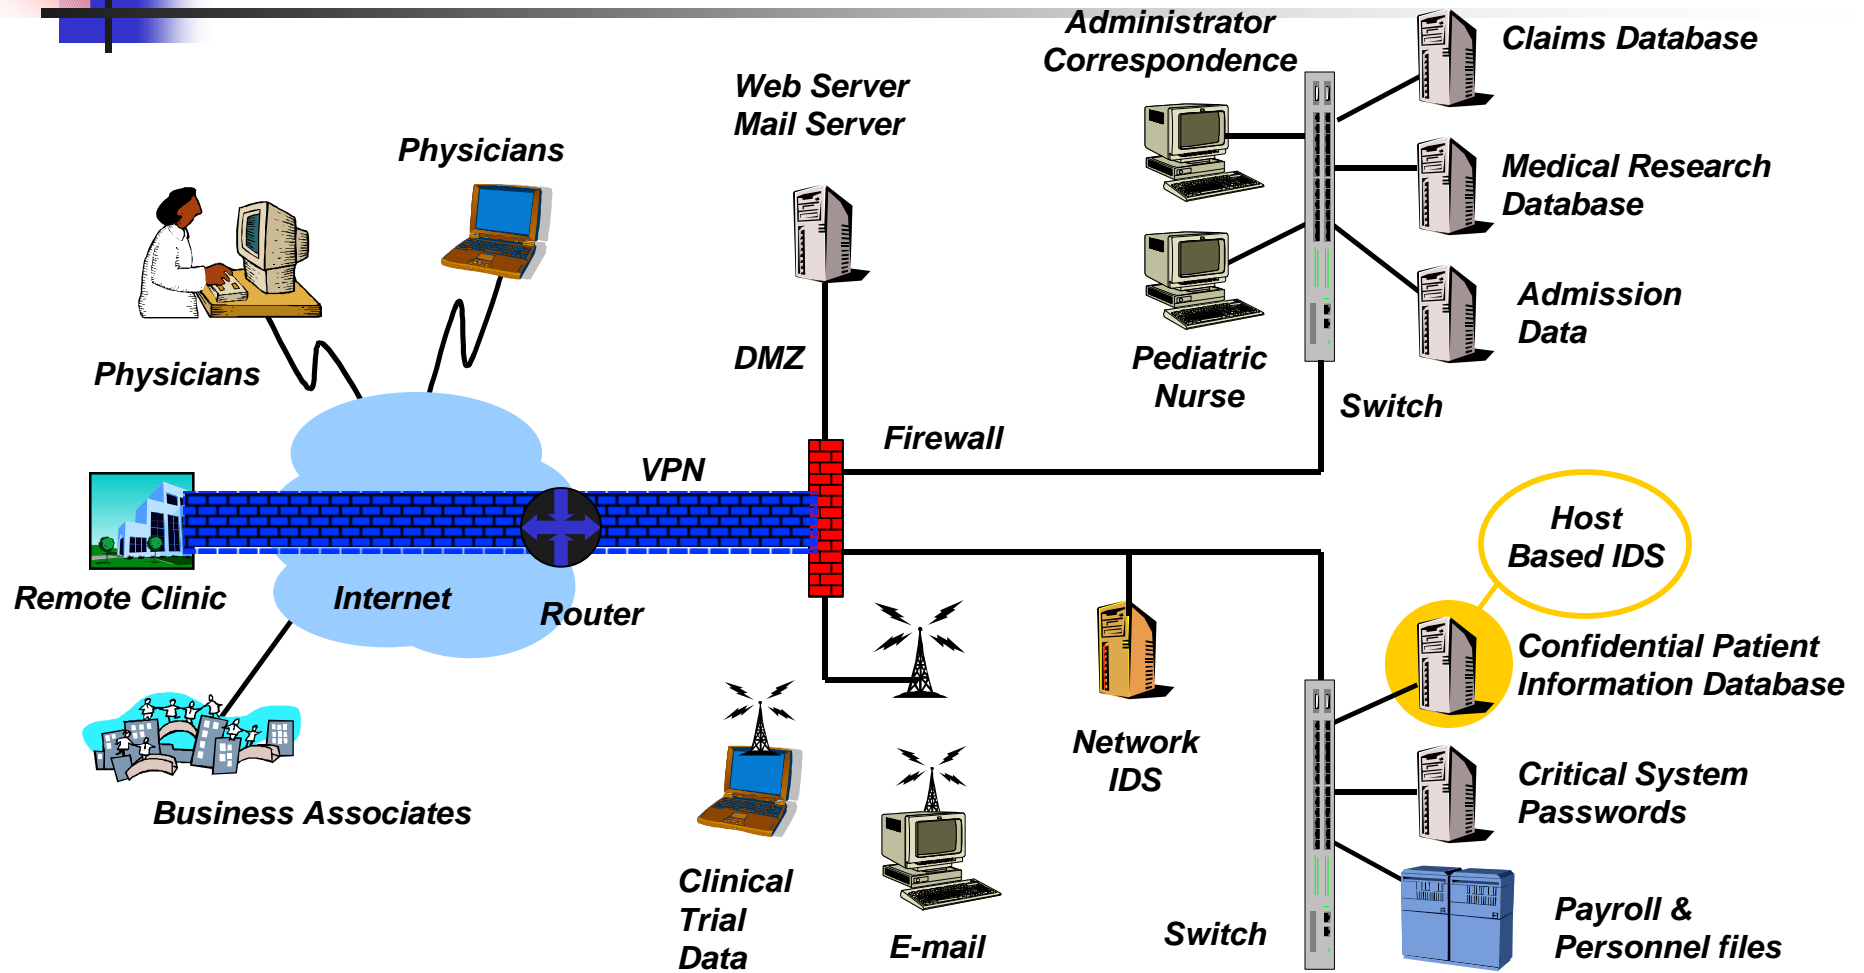 Administrator
Correspondence
Claims Database
Web Server
Mail Server
Physicians
Medical Research
Database
Admission
Data
Physicians
DMZ
Pediatric
Nurse
Switch
Firewall
VPN
Host
Based IDS
Remote Clinic
Internet
Router
Confidential Patient
Information Database
Network
IDS
Critical System
Passwords
Business Associates
Clinical
Trial
Data
E-mail
Switch
Payroll &
Personnel files